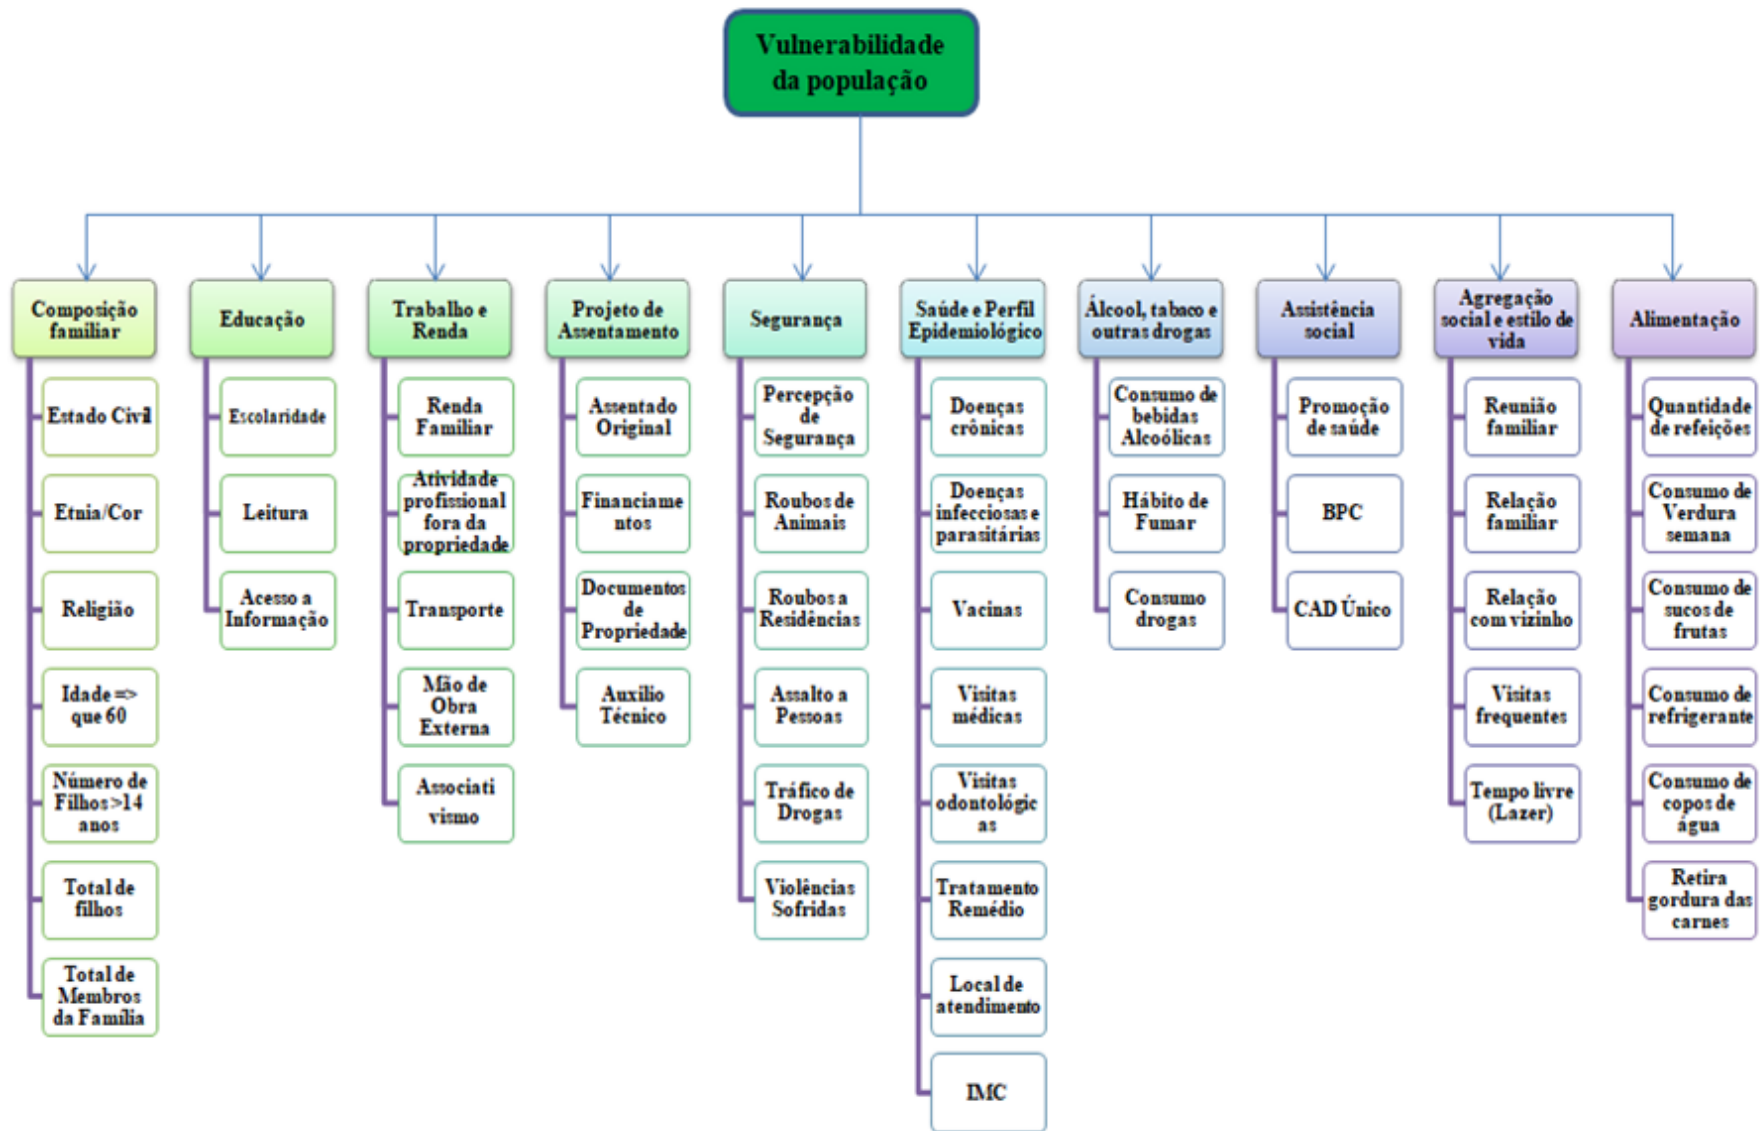 Vulnerabilidade
da população
Composição
familiar
Estado Civil
Etnia/Cor
Religião
Idade =>
que 60
Número de
Filhos >14
anos
Total de
filhos
Total de
Membros
da Família
Educação
Escolaridade
Leitura
Acesso a
Informação
Trabalho e
Renda
Renda
Familiar
Atividade
profissional
fora da
propriedade
Transporte
Mão de
Obra
Externa
Associati
vismo
Projeto de
Assentamento
Assentado
Original
Financiame
ntos
Documentos
de
Propriedade
Auxílio
Técnico
Segurança
Percepção
de
Segurança
Roubos de
Animais
Roubos a
Residências
Assalto a
Pessoas
Tráfico de
Drogas
Violências
Sofridas
Saúde e Perfil
Epidemiológico
Doenças
crônicas
Doenças
infecciosas e
parasitárias
Vacinas
Visitas
médicas
Visitas
odontológic
as
Tratamento
Remédio
Local de
atendimento
IMC
Álcool, tabaco e
outras drogas
Consumo de
bebidas
Alcoólicas
Hábito de
Fumar
Consumo
drogas
Assistência
social
Promoção
de saúde
BPC
CAD Único
Agregação
social e estilo de
vida
Reunião
familiar
Relação
familiar
Relação
com vizinho
Visitas
frequentes
Tempo livre
(Lazer)
Alimentação
Quantidade
de refeições
Consumo de
Verdura
semana
Consumo de
sucos de
frutas
Consumo de
refrigerante
Consumo de
copos de
água
Retira
gordura das
carnes